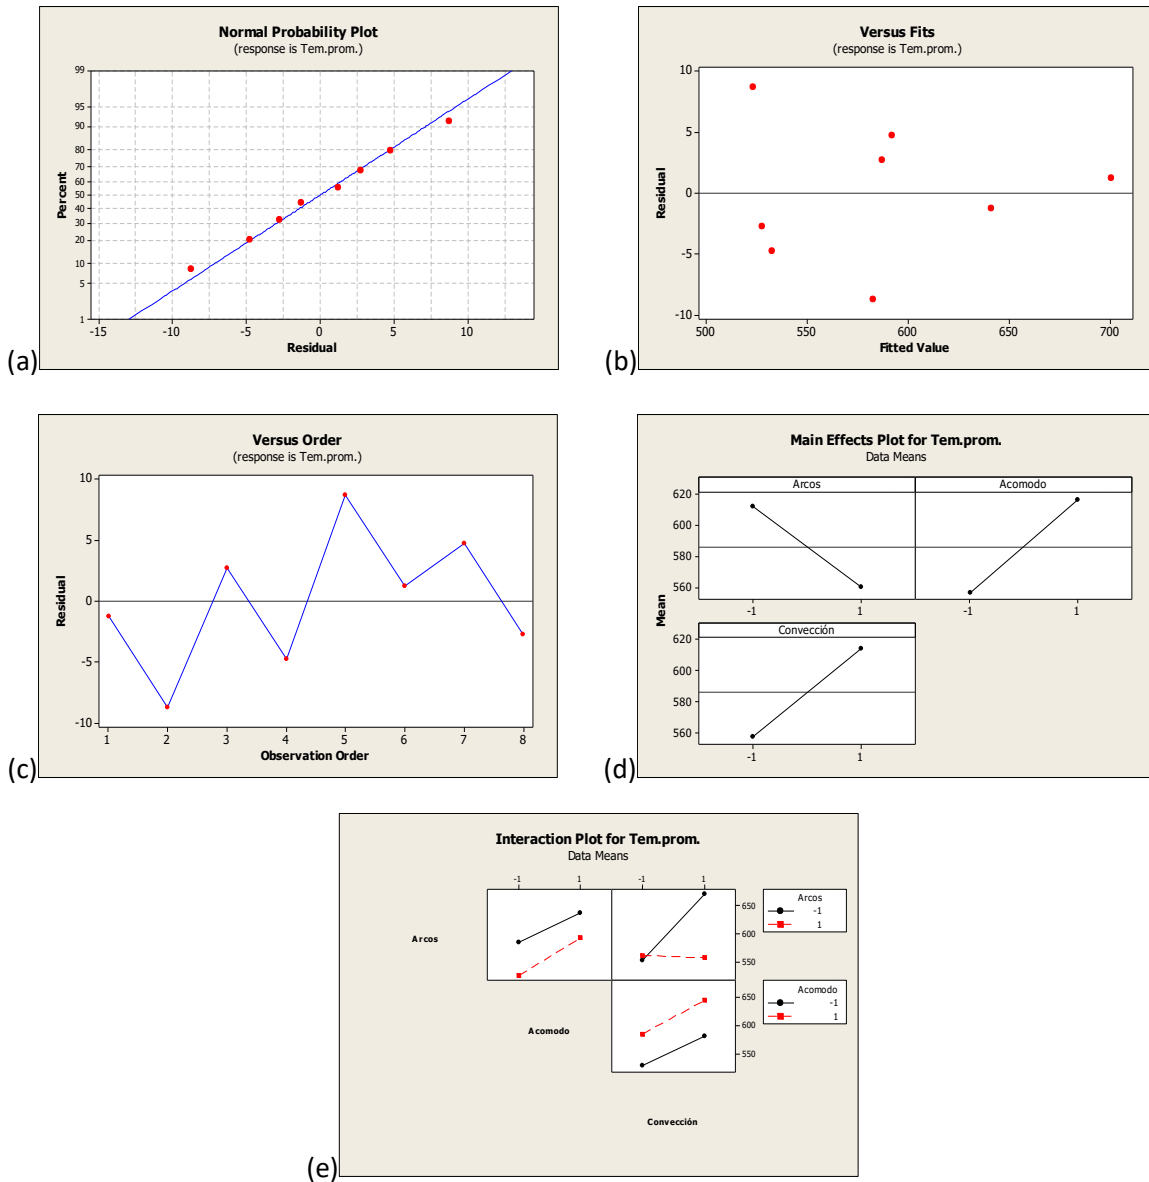 Normal Probability Plot
(response is Tem.prom.)
99
95
90
80
70
60
50
40
30
20
10
5
1
Percent
-15 -10 -5 0 5 10
Residual
(a)
Versus Fits
(response is Tem.prom.)
10
5
0
-5
-10
Residual
500 550 600 650 700
Fitted Value
(b)
Versus Order
(response is Tem.prom.)
10
5
0
-5
-10
Residual
1 2 3 4 5 6 7 8
Observation Order
(c)
Main Effects Plot for Tem.prom.
Data Means
Arcos Acomodo
620
600
580
560
-1 1 -1 1
Mean
Convección
620
600
580
560
-1 1
(d)
Interaction Plot for Tem.prom.
Data Means
-1 1 -1 1
Arcos
650
600
550
Arcos
-1
1
Acomodo
650
600
550
Acomodo
-1
1
Convección
(e)